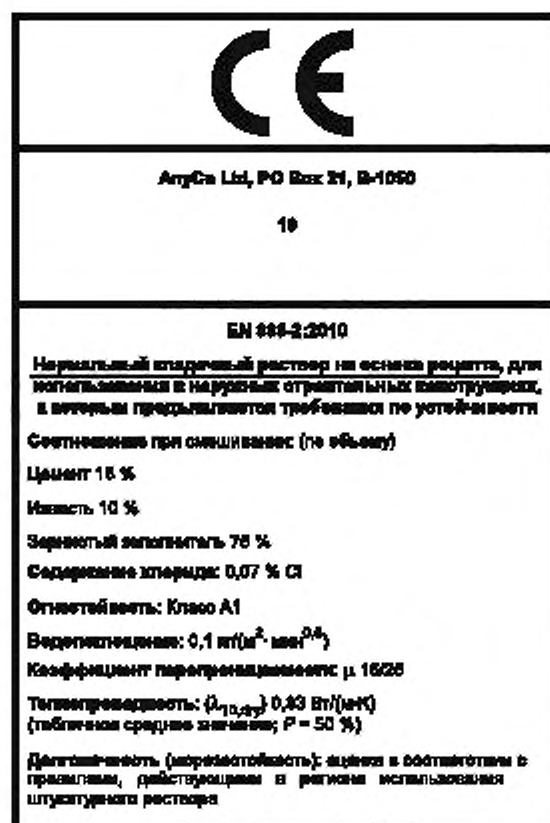 CE
AnyCo Ltd, PO Box 21, B-1050
10
EN 998-2:2010
Нормальный кладочный раствор на основе рецепта, для
использования в наружных строительных конструкциях,
к которым предъявляются требования по устойчивости
Соотношение при смешивании: (по объему)
Цемент 15 %
Известь 10 %
Зернистый заполнитель 75 %
Содержание хлорида: 0,07 % Cl
Огнестойкость: Класс А1
Водопоглощение: 0,1 кг/(м²· мин⁰,⁵)
Коэффициент паропроницаемости: μ 15/35
Теплопроводность: (λ10,dry) 0,83 Вт/(м·К)
(табличное среднее значение; P = 50 %)
Долговечность (морозостойкость): оценка в соответствии с
правилами, действующими в регионе использования
штукатурного раствора